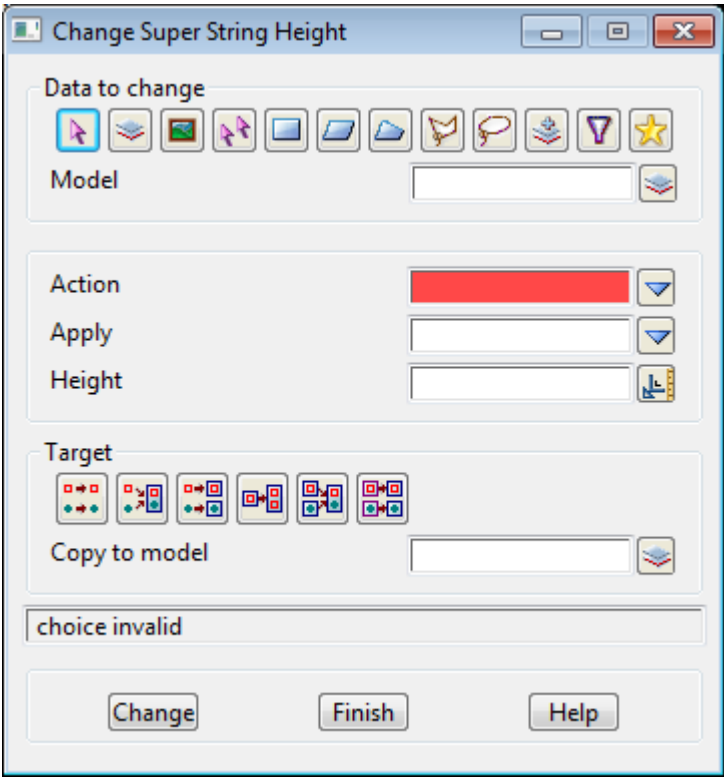 Change Super String Height
Data to change
Model
Action
Apply
Height
Target
Copy to model
choice invalid
Change Finish Help